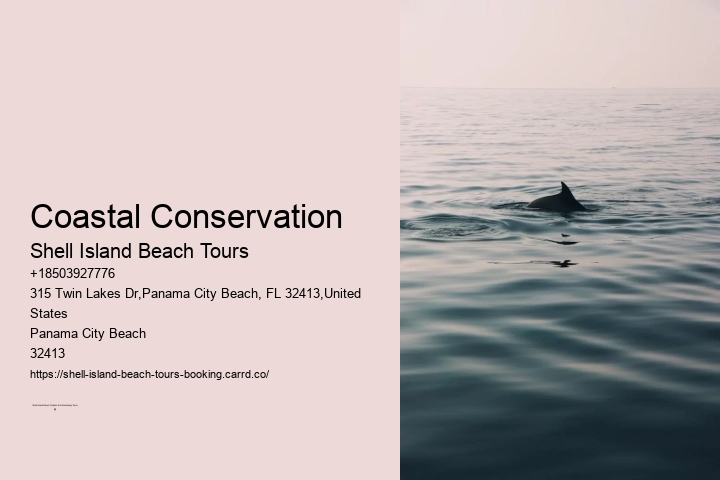 Coastal Conservation
Shell Island Beach Tours
+18503927776
315 Twin Lakes Dr,Panama City Beach, FL 32413,United
States
Panama City Beach
32413
https://shell-island-beach-tours-booking.carrd.co/